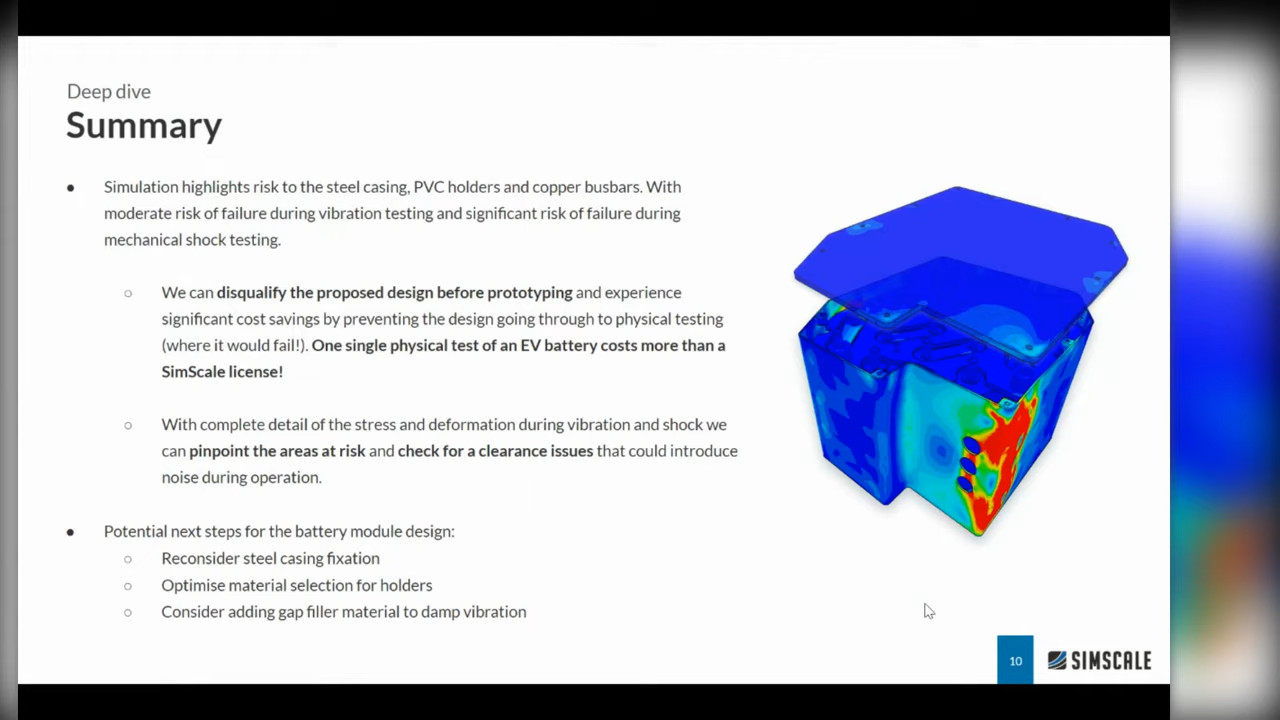 Deep dive
Summary
● Simulation highlights risk to the steel casing, PVC holders and copper busbars. With
moderate risk of failure during vibration testing and significant risk of failure during
mechanical shock testing.
○ We can disqualify the proposed design before prototyping and experience
significant cost savings by preventing the design going through to physical testing
(where it would fail!). One single physical test of an EV battery costs more than a
SimScale license!
○ With complete detail of the stress and deformation during vibration and shock we
can pinpoint the areas at risk and check for a clearance issues that could introduce
noise during operation.
● Potential next steps for the battery module design:
○ Reconsider steel casing fixation
○ Optimise material selection for holders
○ Consider adding gap filler material to damp vibration
10
SIMSCALE